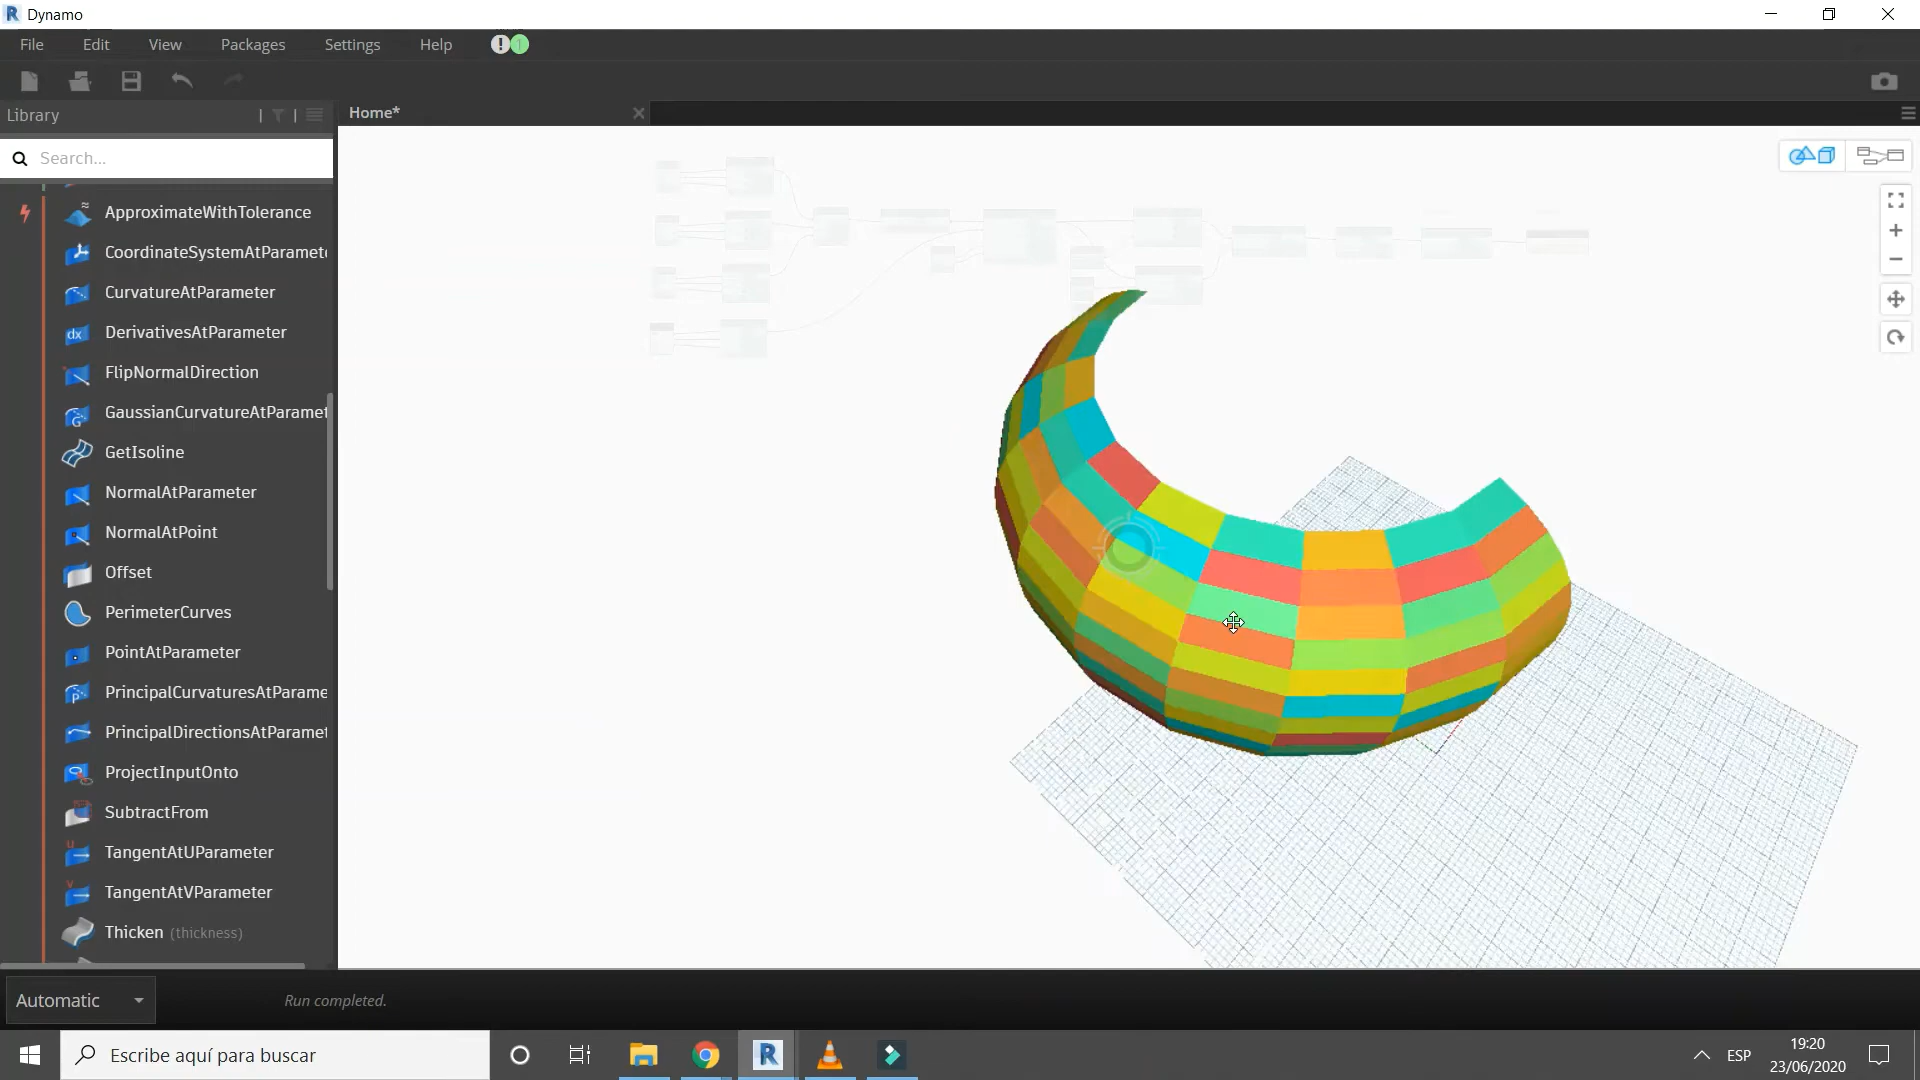 Dynamo
File Edit View Packages Settings Help
Library
Home*
Search...
ApproximateWithTolerance
CoordinateSystemAtParamet
CurvatureAtParameter
DerivativesAtParameter
FlipNormalDirection
GaussianCurvatureAtParamet
GetIsoline
NormalAtParameter
NormalAtPoint
Offset
PerimeterCurves
PointAtParameter
PrincipalCurvaturesAtParame
PrincipalDirectionsAtParamet
ProjectInputOnto
SubtractFrom
TangentAtUParameter
TangentAtVParameter
Thicken (thickness)
Automatic
Run completed.
Escribe aquí para buscar
ESP
19:20
23/06/2020